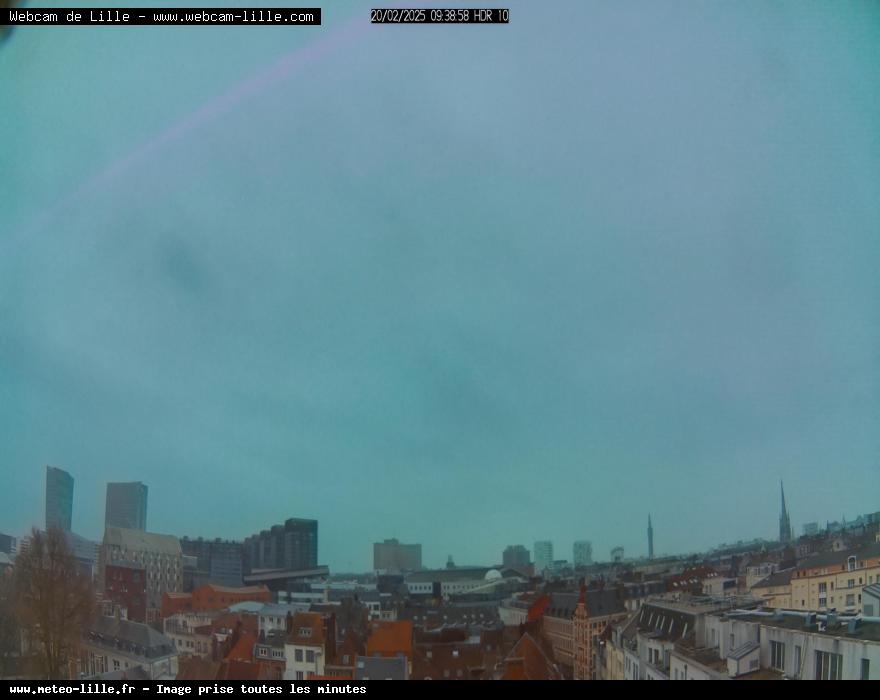 Webcam de Lille - www.webcam-lille.com
20/02/2025 09:38:58 HDR 10
www.meteo-lille.fr - Image prise toutes les minutes